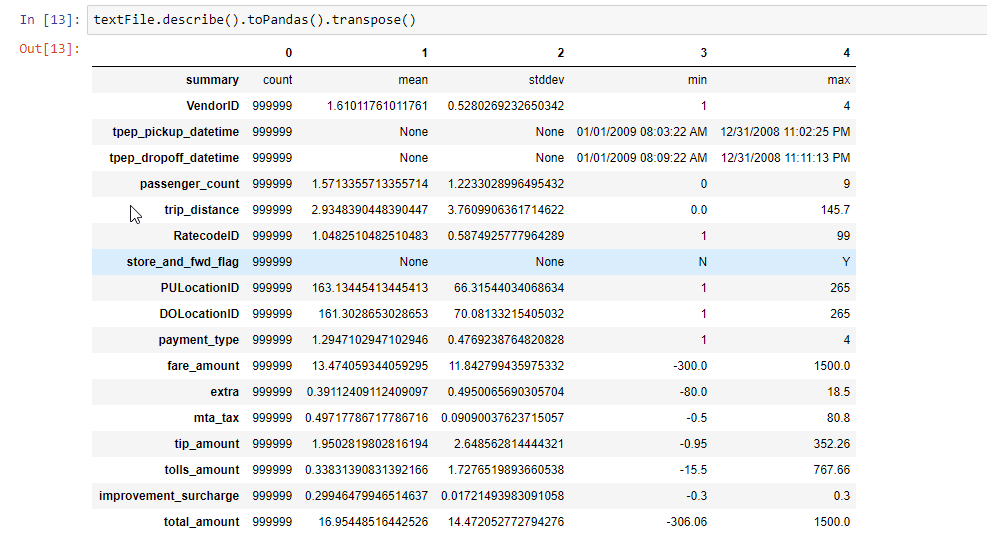 In [13]: textFile.describe().toPandas().transpose()
Out[13]:
0 1 2 3 4
summary count mean stddev min max
VendorID 999999 1.61011761011761 0.5280269232650342 1 4
tpep_pickup_datetime 999999 None None 01/01/2009 08:03:22 AM 12/31/2008 11:02:25 PM
tpep_dropoff_datetime 999999 None None 01/01/2009 08:09:22 AM 12/31/2008 11:11:13 PM
passenger_count 999999 1.5713355713355714 1.2233028996495432 0 9
trip_distance 999999 2.9348390448390447 3.7609906361714622 0.0 145.7
RatecodeID 999999 1.0482510482510483 0.5874925777964289 1 99
store_and_fwd_flag 999999 None None N Y
PULocationID 999999 163.13445413445413 66.31544034068634 1 265
DOLocationID 999999 161.3028653028653 70.08133215405032 1 265
payment_type 999999 1.2947102947102946 0.4769238764820828 1 4
fare_amount 999999 13.474059344059295 11.842799435975332 -300.0 1500.0
extra 999999 0.39112409112409097 0.4950065690305704 -80.0 18.5
mta_tax 999999 0.49717786717786716 0.09090037623715057 -0.5 80.8
tip_amount 999999 1.9502819802816194 2.648562814444321 -0.95 352.26
tolls_amount 999999 0.33831390831392166 1.7276519893660538 -15.5 767.66
improvement_surcharge 999999 0.29946479946514637 0.01721493983091058 -0.3 0.3
total_amount 999999 16.95448516442526 14.472052772794276 -306.06 1500.0